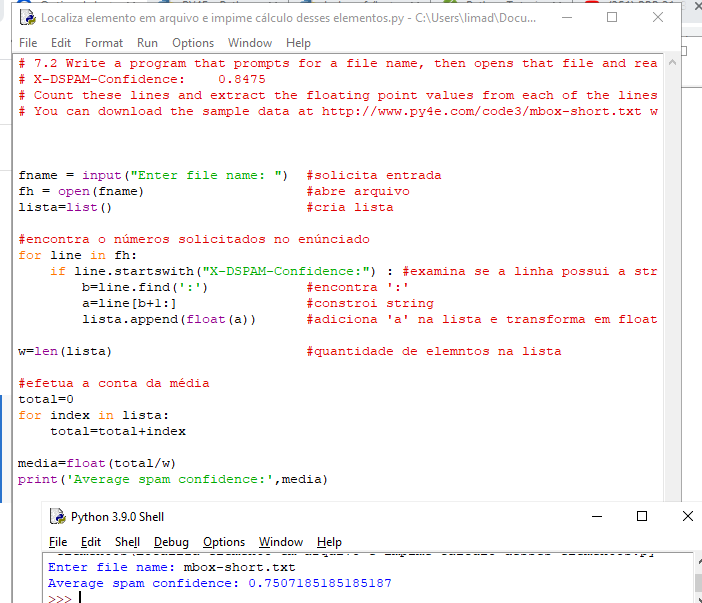 Localiza elemento em arquivo e impime cálculo desses elementos.py - C:\Users\limad\Docu...
File Edit Format Run Options Window Help
# 7.2 Write a program that prompts for a file name, then opens that file and rea
# X-DSPAM-Confidence:    0.8475
# Count these lines and extract the floating point values from each of the lines
# You can download the sample data at http://www.py4e.com/code3/mbox-short.txt w
fname = input("Enter file name: ")  #solicita entrada
fh = open(fname)                    #abre arquivo
lista=list()                        #cria lista
#encontra o números solicitados no enúnciado
for line in fh:
    if line.startswith("X-DSPAM-Confidence:") : #examina se a linha possui a str
        b=line.find(':')            #encontra ':'
        a=line[b+1:]                #constroi string
        lista.append(float(a))      #adiciona 'a' na lista e transforma em float
w=len(lista)                        #quantidade de elemntos na lista
#efetua a conta da média
total=0
for index in lista:
    total=total+index
media=float(total/w)
print('Average spam confidence:',media)
Python 3.9.0 Shell
File Edit Shell Debug Options Window Help
Enter file name: mbox-short.txt
Average spam confidence: 0.7507185185185187
>>>